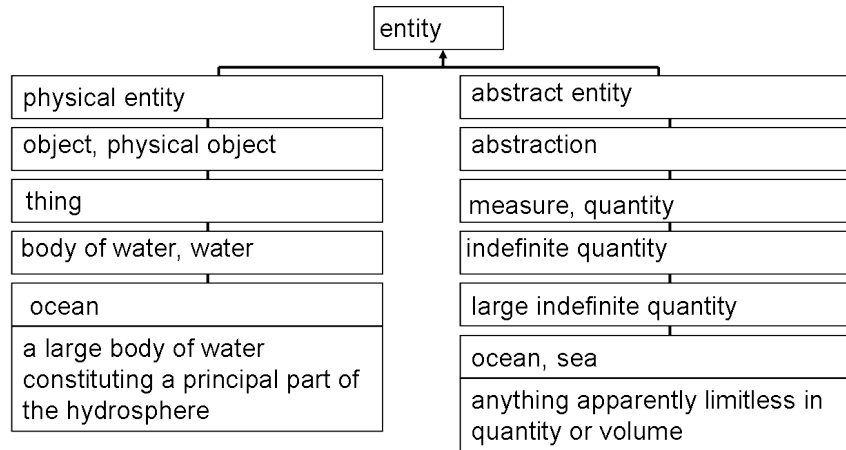 entity
physical entity
object, physical object
thing
body of water, water
ocean
a large body of water
constituting a principal part of
the hydrosphere
abstract entity
abstraction
measure, quantity
indefinite quantity
large indefinite quantity
ocean, sea
anything apparently limitless in
quantity or volume